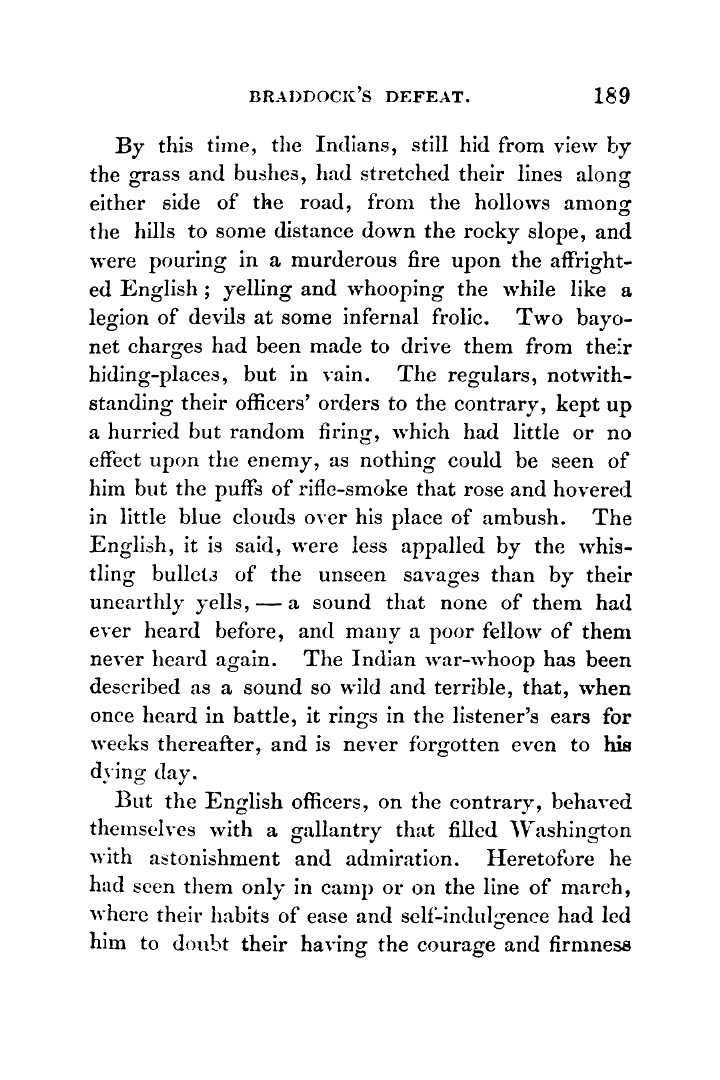 BRADDOCK'S DEFEAT. 189
By this time, the Indians, still hid from view by
the grass and bushes, had stretched their lines along
either side of the road, from the hollows among
the hills to some distance down the rocky slope, and
were pouring in a murderous fire upon the affright-
ed English ; yelling and whooping the while like a
legion of devils at some infernal frolic. Two bayo-
net charges had been made to drive them from their
hiding-places, but in vain. The regulars, notwith-
standing their officers' orders to the contrary, kept up
a hurried but random firing, which had little or no
effect upon the enemy, as nothing could be seen of
him but the puffs of rifle-smoke that rose and hovered
in little blue clouds over his place of ambush. The
English, it is said, were less appalled by the whis-
tling bullets of the unseen savages than by their
unearthly yells, — a sound that none of them had
ever heard before, and many a poor fellow of them
never heard again. The Indian war-whoop has been
described as a sound so wild and terrible, that, when
once heard in battle, it rings in the listener's ears for
weeks thereafter, and is never forgotten even to his
dying day.
But the English officers, on the contrary, behaved
themselves with a gallantry that filled Washington
with astonishment and admiration. Heretofore he
had seen them only in camp or on the line of march,
where their habits of ease and self-indulgence had led
him to doubt their having the courage and firmness